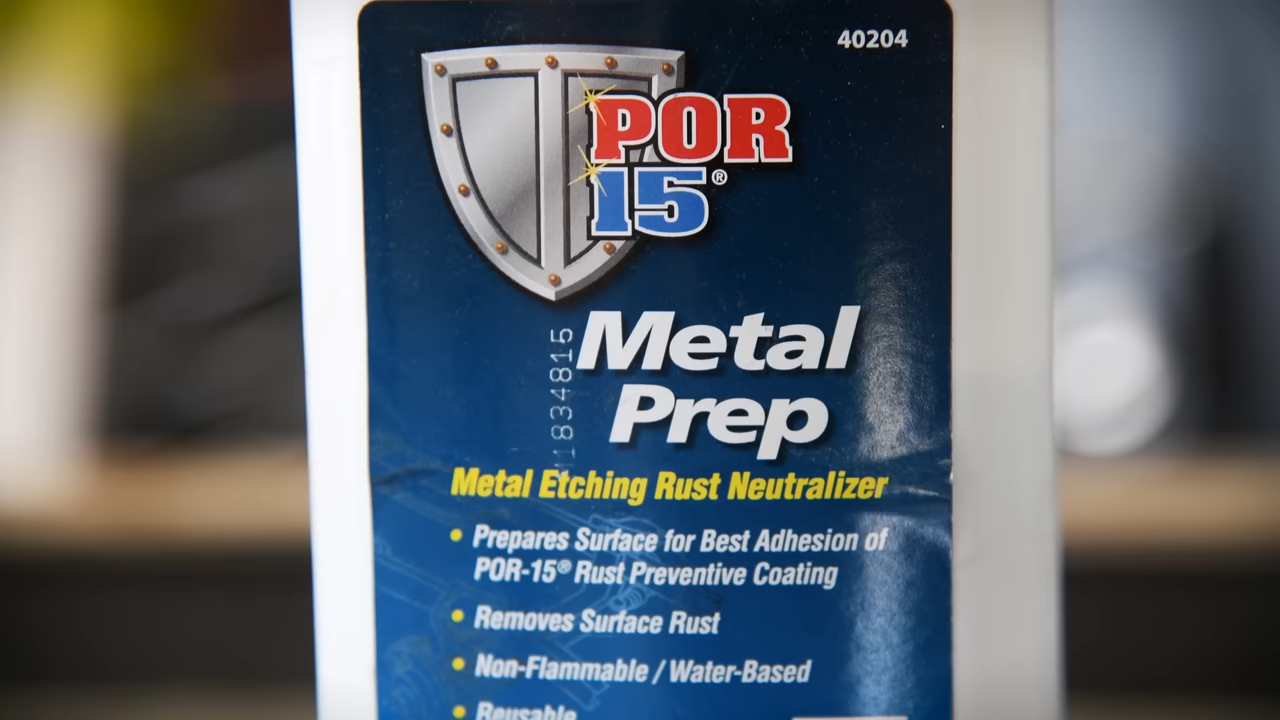 40204
POR
15®
Metal
Prep
11834815
Metal Etching Rust Neutralizer
• Prepares Surface for Best Adhesion of
POR-15® Rust Preventive Coating
• Removes Surface Rust
• Non-Flammable / Water-Based
• Reusable